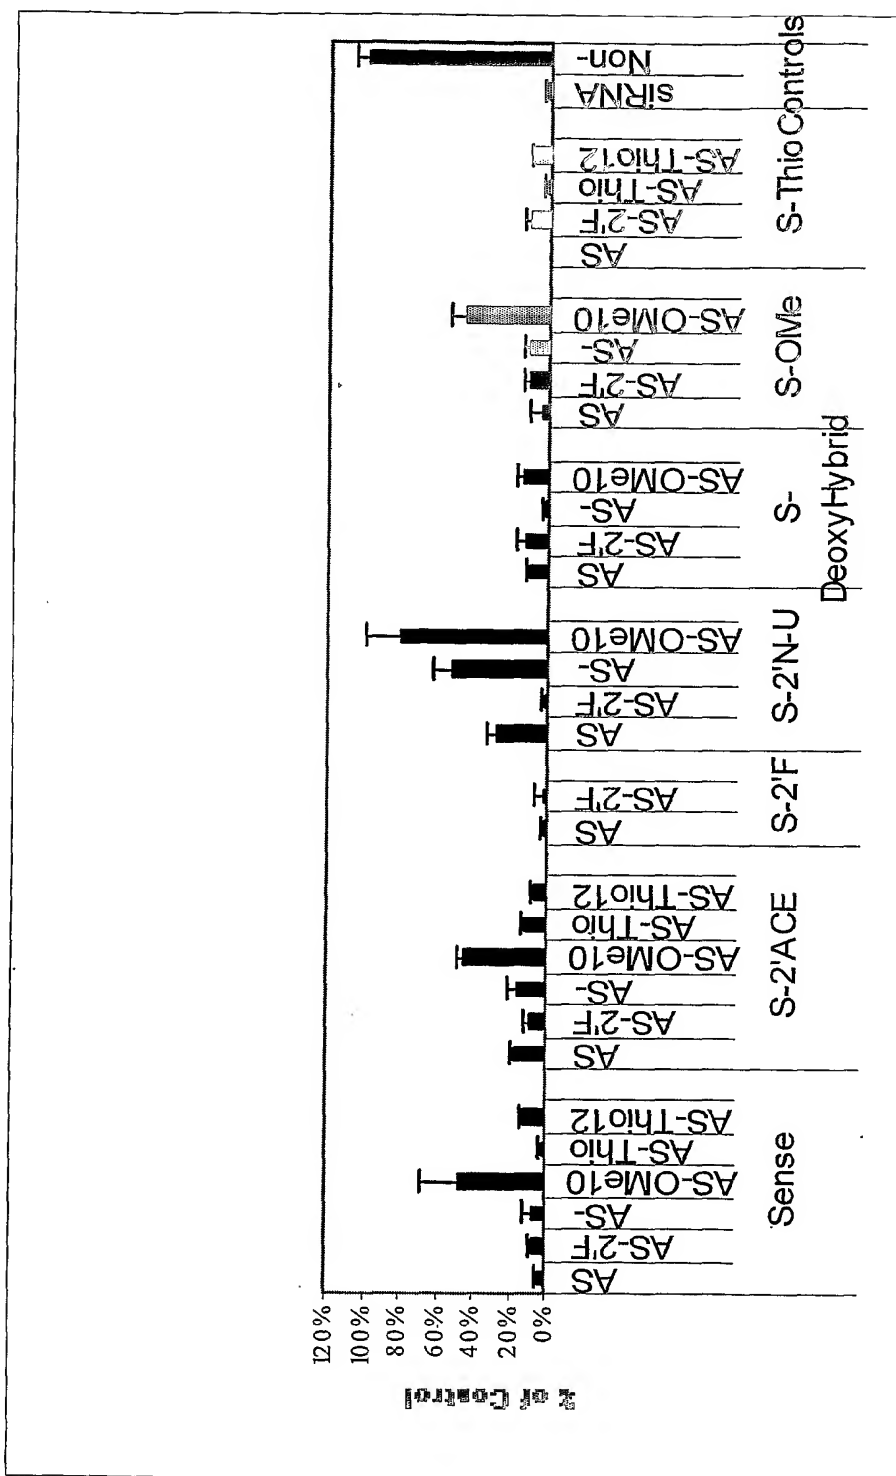 % of Control
120%
100%
80%
60%
40%
20%
0%
AS
AS-2'F
AS-
AS-OMe10
AS-Thio
AS-Thio12
Sense
AS
AS-2'F
AS-
AS-OMe10
AS-Thio
AS-Thio12
S-2'ACE
AS
AS-2'F
S-2'F
AS
AS-2'F
AS-
AS-OMe10
S-2'N-U
AS
AS-2'F
AS-
AS-OMe10
S-
DeoxyHybrid
AS
AS-2'F
AS-
AS-OMe10
S-OMe
AS
AS-2'F
AS-Thio
AS-Thio12
S-Thio
siRNA
Non-
Controls